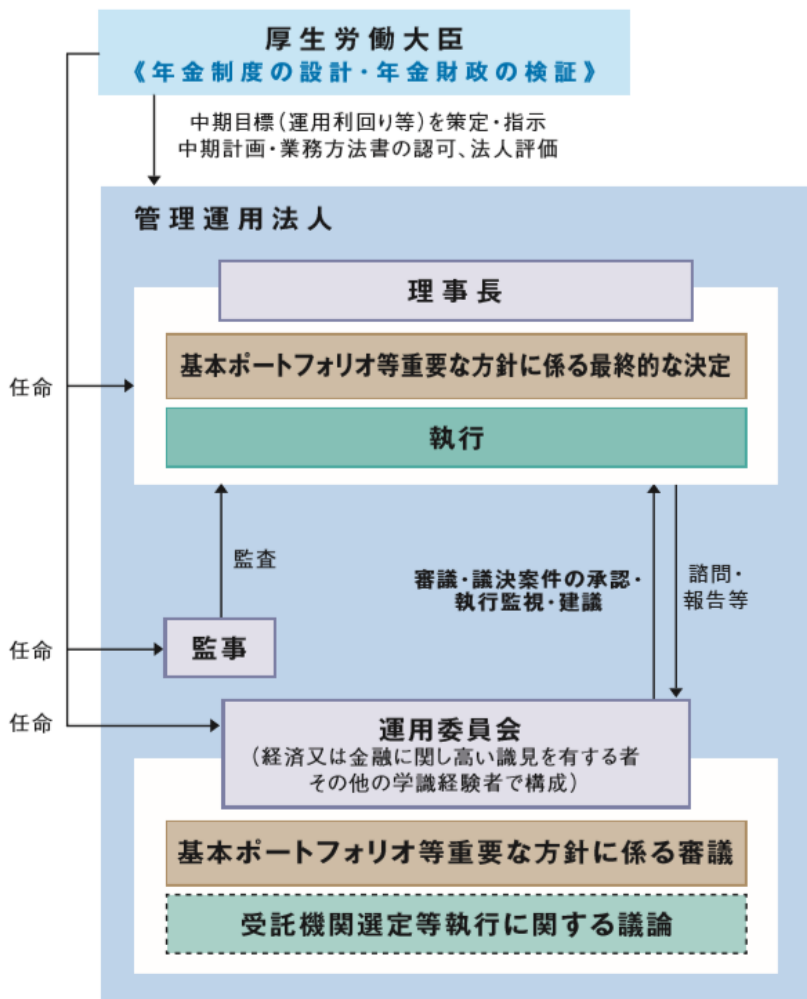 厚生労働大臣
《年金制度の設計・年金財政の検証》
中期目標（運用利回り等）を策定・指示
中期計画・業務方法書の認可、法人評価
管理運用法人
理事長
基本ポートフォリオ等重要な方針に係る最終的な決定
任命
執行
監査
審議・議決案件の承認・
執行監視・建議
諮問・
報告等
任命
監事
任命
運用委員会
（経済又は金融に関し高い識見を有する者
その他の学識経験者で構成）
基本ポートフォリオ等重要な方針に係る審議
受託機関選定等執行に関する議論